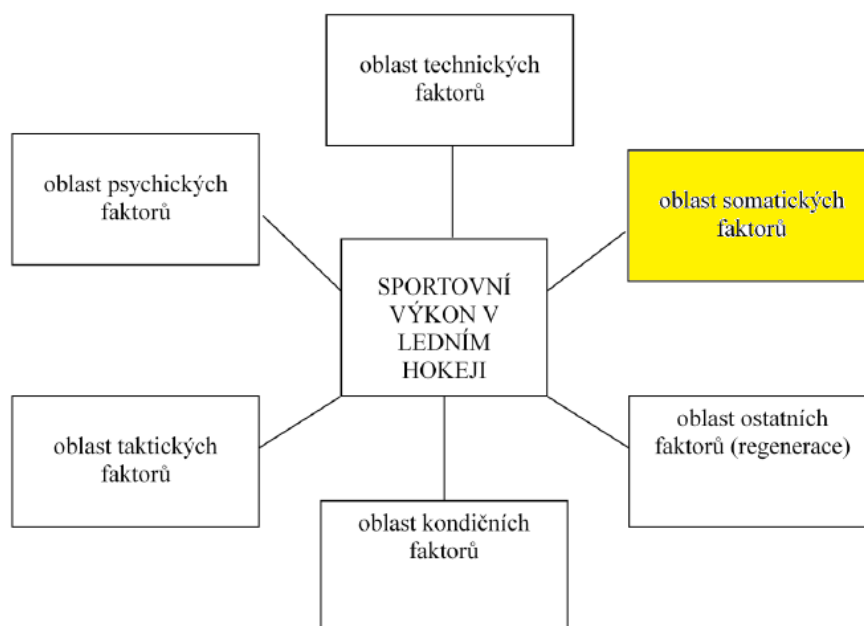 oblast technických
faktorů
oblast psychických
faktorů
oblast somatických
faktorů
SPORTOVNÍ
VÝKON V
LEDNÍM
HOKEJI
oblast taktických
faktorů
oblast ostatních
faktorů (regenerace)
oblast kondičních
faktorů